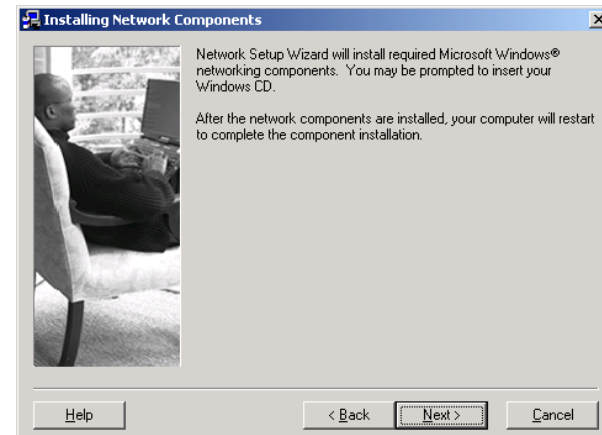 Installing Network Components
Network Setup Wizard will install required Microsoft Windows®
networking components. You may be prompted to insert your
Windows CD.
After the network components are installed, your computer will restart
to complete the component installation.
Help
< Back
Next >
Cancel